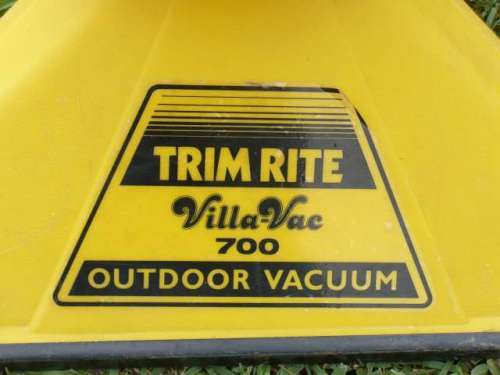 TRIM RITE
Villa-Vac
700
OUTDOOR VACUUM